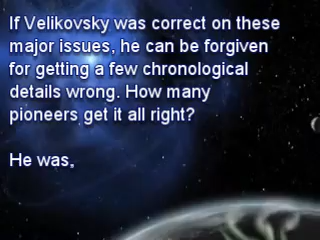 If Velikovsky was correct on these
major issues, he can be forgiven
for getting a few chronological
details wrong. How many
pioneers get it all right?
He was,